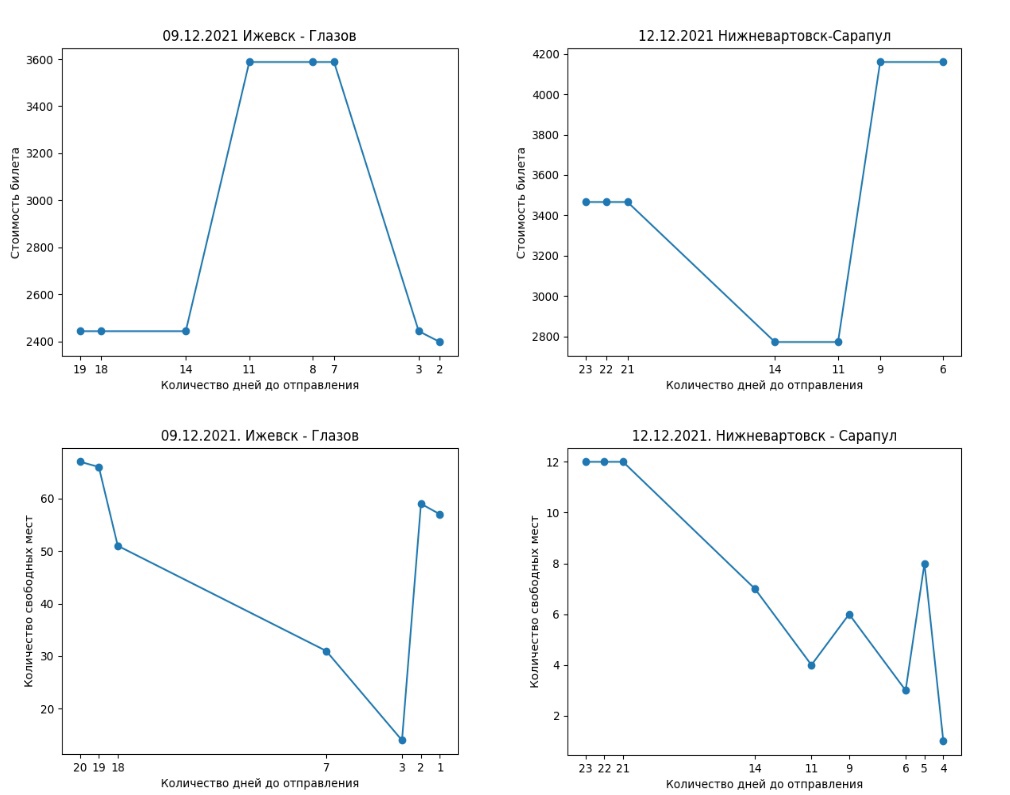 09.12.2021 Ижевск - Глазов
Стоимость билета
3600
3400
3200
3000
2800
2600
2400
19 18 14 11 8 7 3 2
Количество дней до отправления
12.12.2021 Нижневартовск-Сарапул
Стоимость билета
4200
4000
3800
3600
3400
3200
3000
2800
23 22 21 14 11 9 6
Количество дней до отправления
09.12.2021. Ижевск - Глазов
Количество свободных мест
60
50
40
30
20
20 19 18 7 3 2 1
Количество дней до отправления
12.12.2021. Нижневартовск - Сарапул
Количество свободных мест
12
10
8
6
4
2
23 22 21 14 11 9 6 5 4
Количество дней до отправления